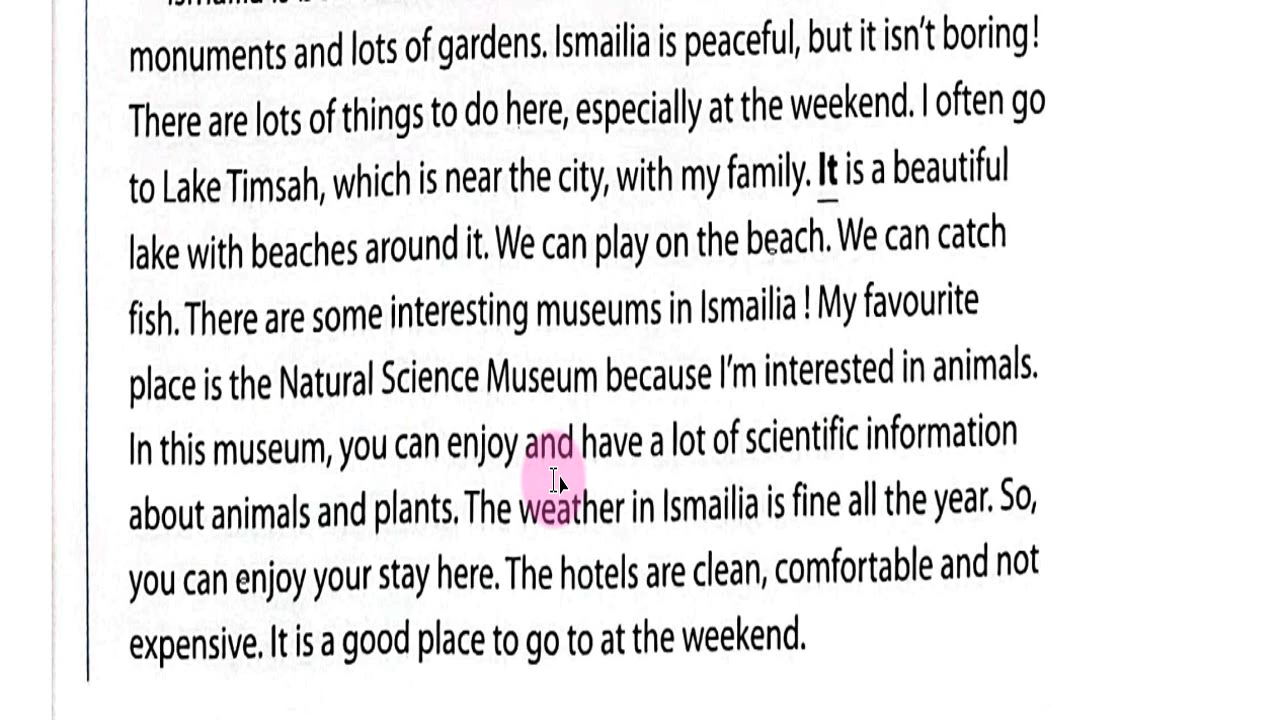 monuments and lots of gardens. Ismailia is peaceful, but it isn't boring!
There are lots of things to do here, especially at the weekend. I often go
to Lake Timsah, which is near the city, with my family. It is a beautiful
lake with beaches around it. We can play on the beach. We can catch
fish. There are some interesting museums in Ismailia ! My favourite
place is the Natural Science Museum because I'm interested in animals.
In this museum, you can enjoy and have a lot of scientific information
about animals and plants. The weather in Ismailia is fine all the year. So,
you can enjoy your stay here. The hotels are clean, comfortable and not
expensive. It is a good place to go to at the weekend.